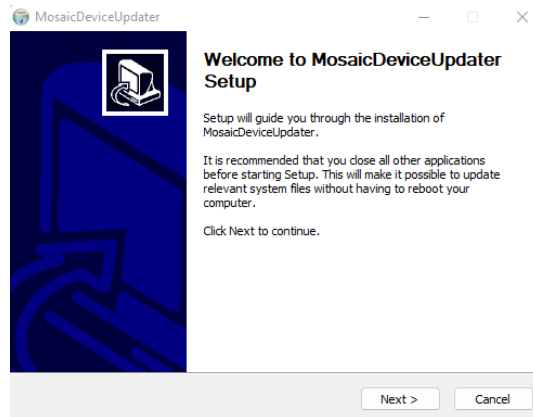 MosaicDeviceUpdater
Welcome to MosaicDeviceUpdater
Setup
Setup will guide you through the installation of
MosaicDeviceUpdater.
It is recommended that you close all other applications
before starting Setup. This will make it possible to update
relevant system files without having to reboot your
computer.
Click Next to continue.
Next >
Cancel